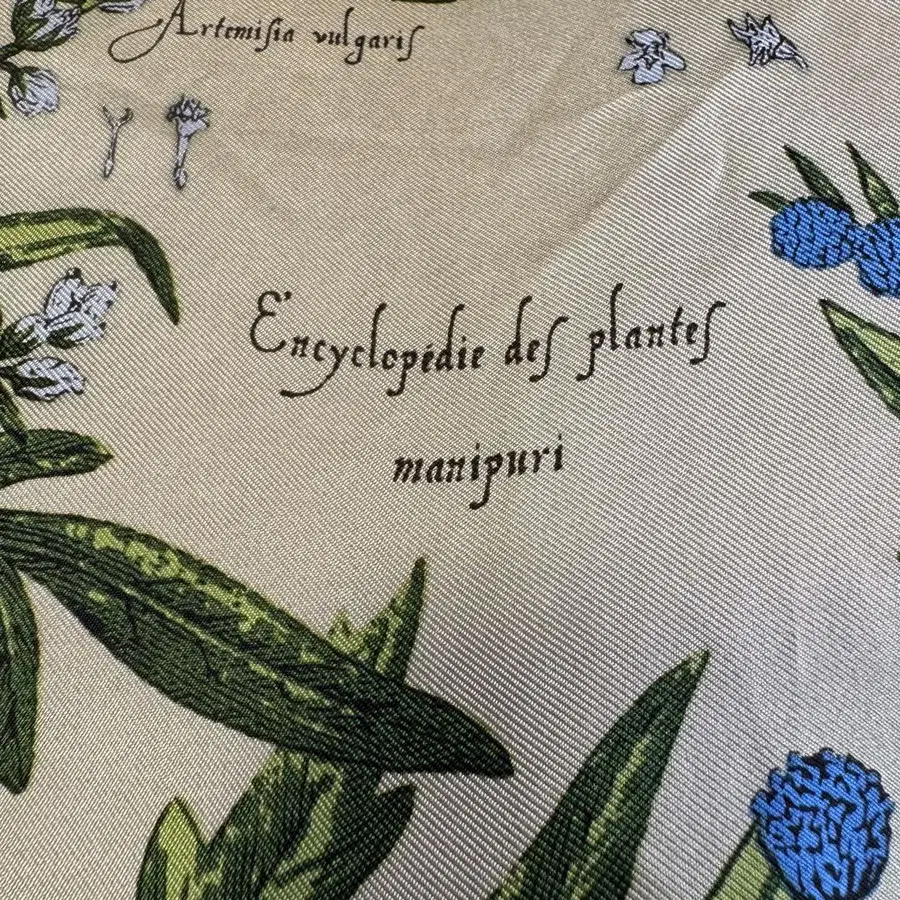 Artemiſia vulgariſ
Encyclopédie deſ planteſ
manipuri